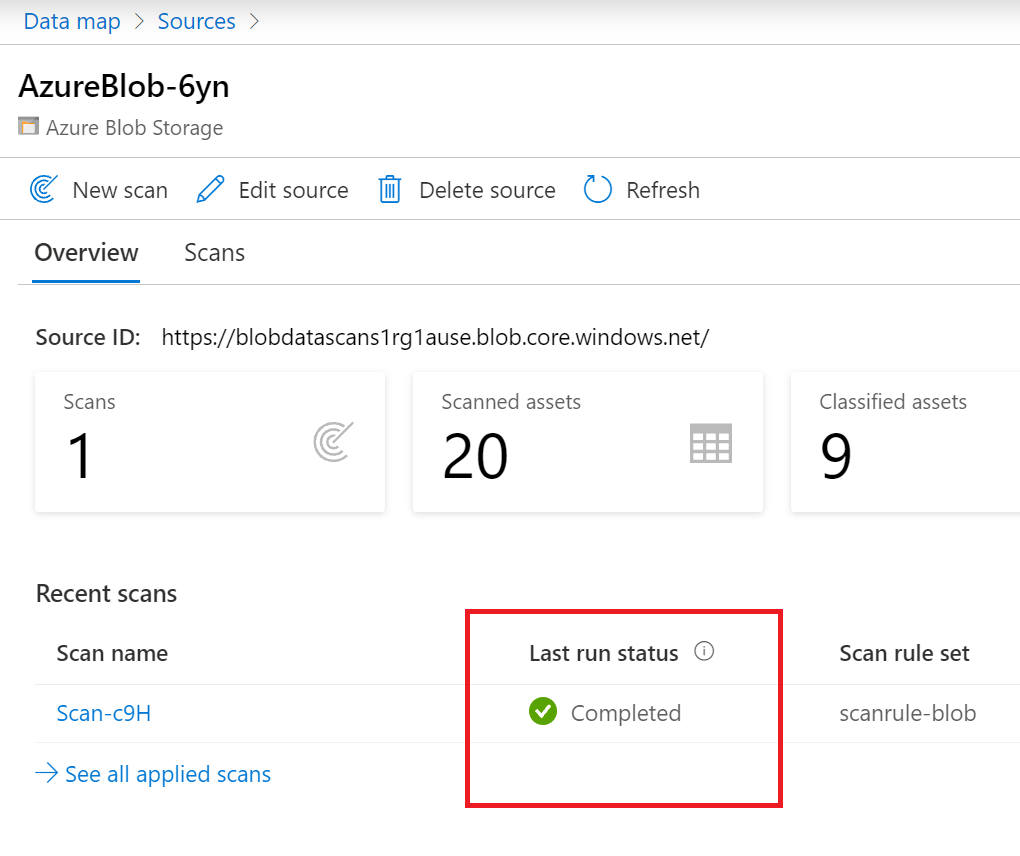 Data map > Sources >
AzureBlob-6yn
Azure Blob Storage
New scan Edit source Delete source Refresh
Overview Scans
Source ID: https://blobdatascans1rg1ause.blob.core.windows.net/
Scans Scanned assets Classified assets
1 20 9
Recent scans
Scan name Last run status Scan rule set
Scan-c9H Completed scanrule-blob
See all applied scans